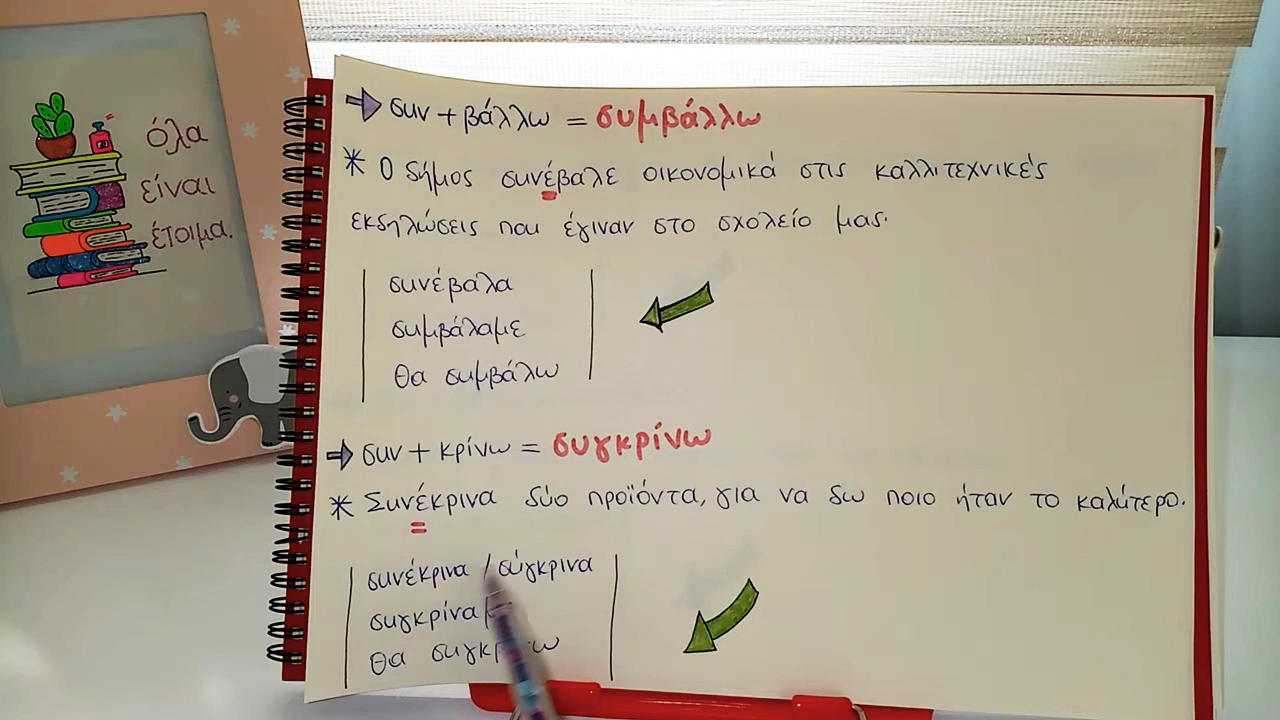 όλα
είναι
έτοιμα.
συν + βάλλω = συμβάλλω
* Ο δήμος συνέβαλε οικονομικά στις καλλιτεχνικές
εκδηλώσεις που έγιναν στο σχολείο μας.
συνέβαλα
συμβάλαμε
θα συμβάλω
συν + κρίνω = συγκρίνω
* Συνέκρινα δύο προϊόντα, για να δω ποιο ήταν το καλύτερο.
συνέκρινα / σύγκρινα
θα